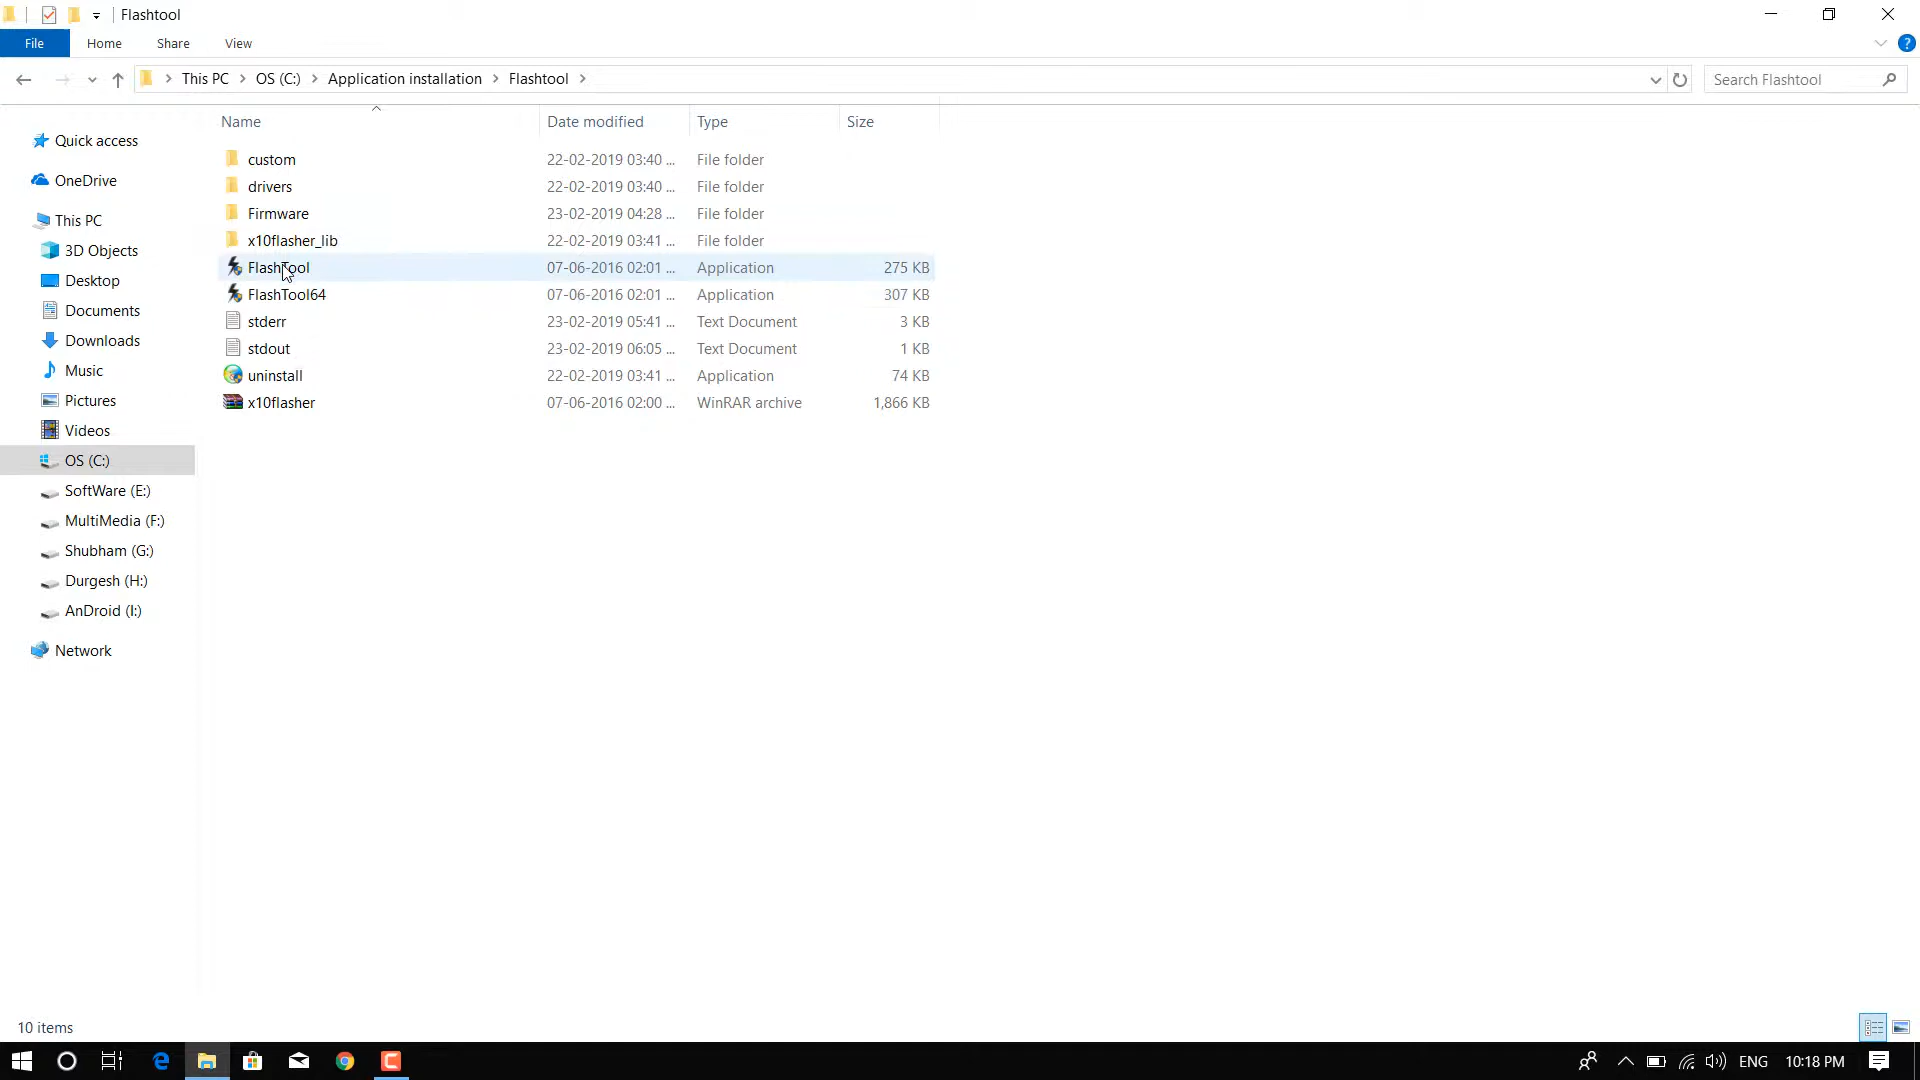 Flashtool
File Home Share View
This PC OS (C:) Application installation Flashtool
Search Flashtool
Name Date modified Type Size
Quick access
OneDrive
This PC
3D Objects
Desktop
Documents
Downloads
Music
Pictures
Videos
OS (C:)
SoftWare (E:)
MultiMedia (F:)
Shubham (G:)
Durgesh (H:)
AnDroid (I:)
Network
custom 22-02-2019 03:40 ... File folder
drivers 22-02-2019 03:40 ... File folder
Firmware 23-02-2019 04:28 ... File folder
x10flasher_lib 22-02-2019 03:41 ... File folder
FlashTool 07-06-2016 02:01 ... Application 275 KB
FlashTool64 07-06-2016 02:01 ... Application 307 KB
stderr 23-02-2019 05:41 ... Text Document 3 KB
stdout 23-02-2019 06:05 ... Text Document 1 KB
uninstall 22-02-2019 03:41 ... Application 74 KB
x10flasher 07-06-2016 02:00 ... WinRAR archive 1,866 KB
10 items
ENG 10:18 PM